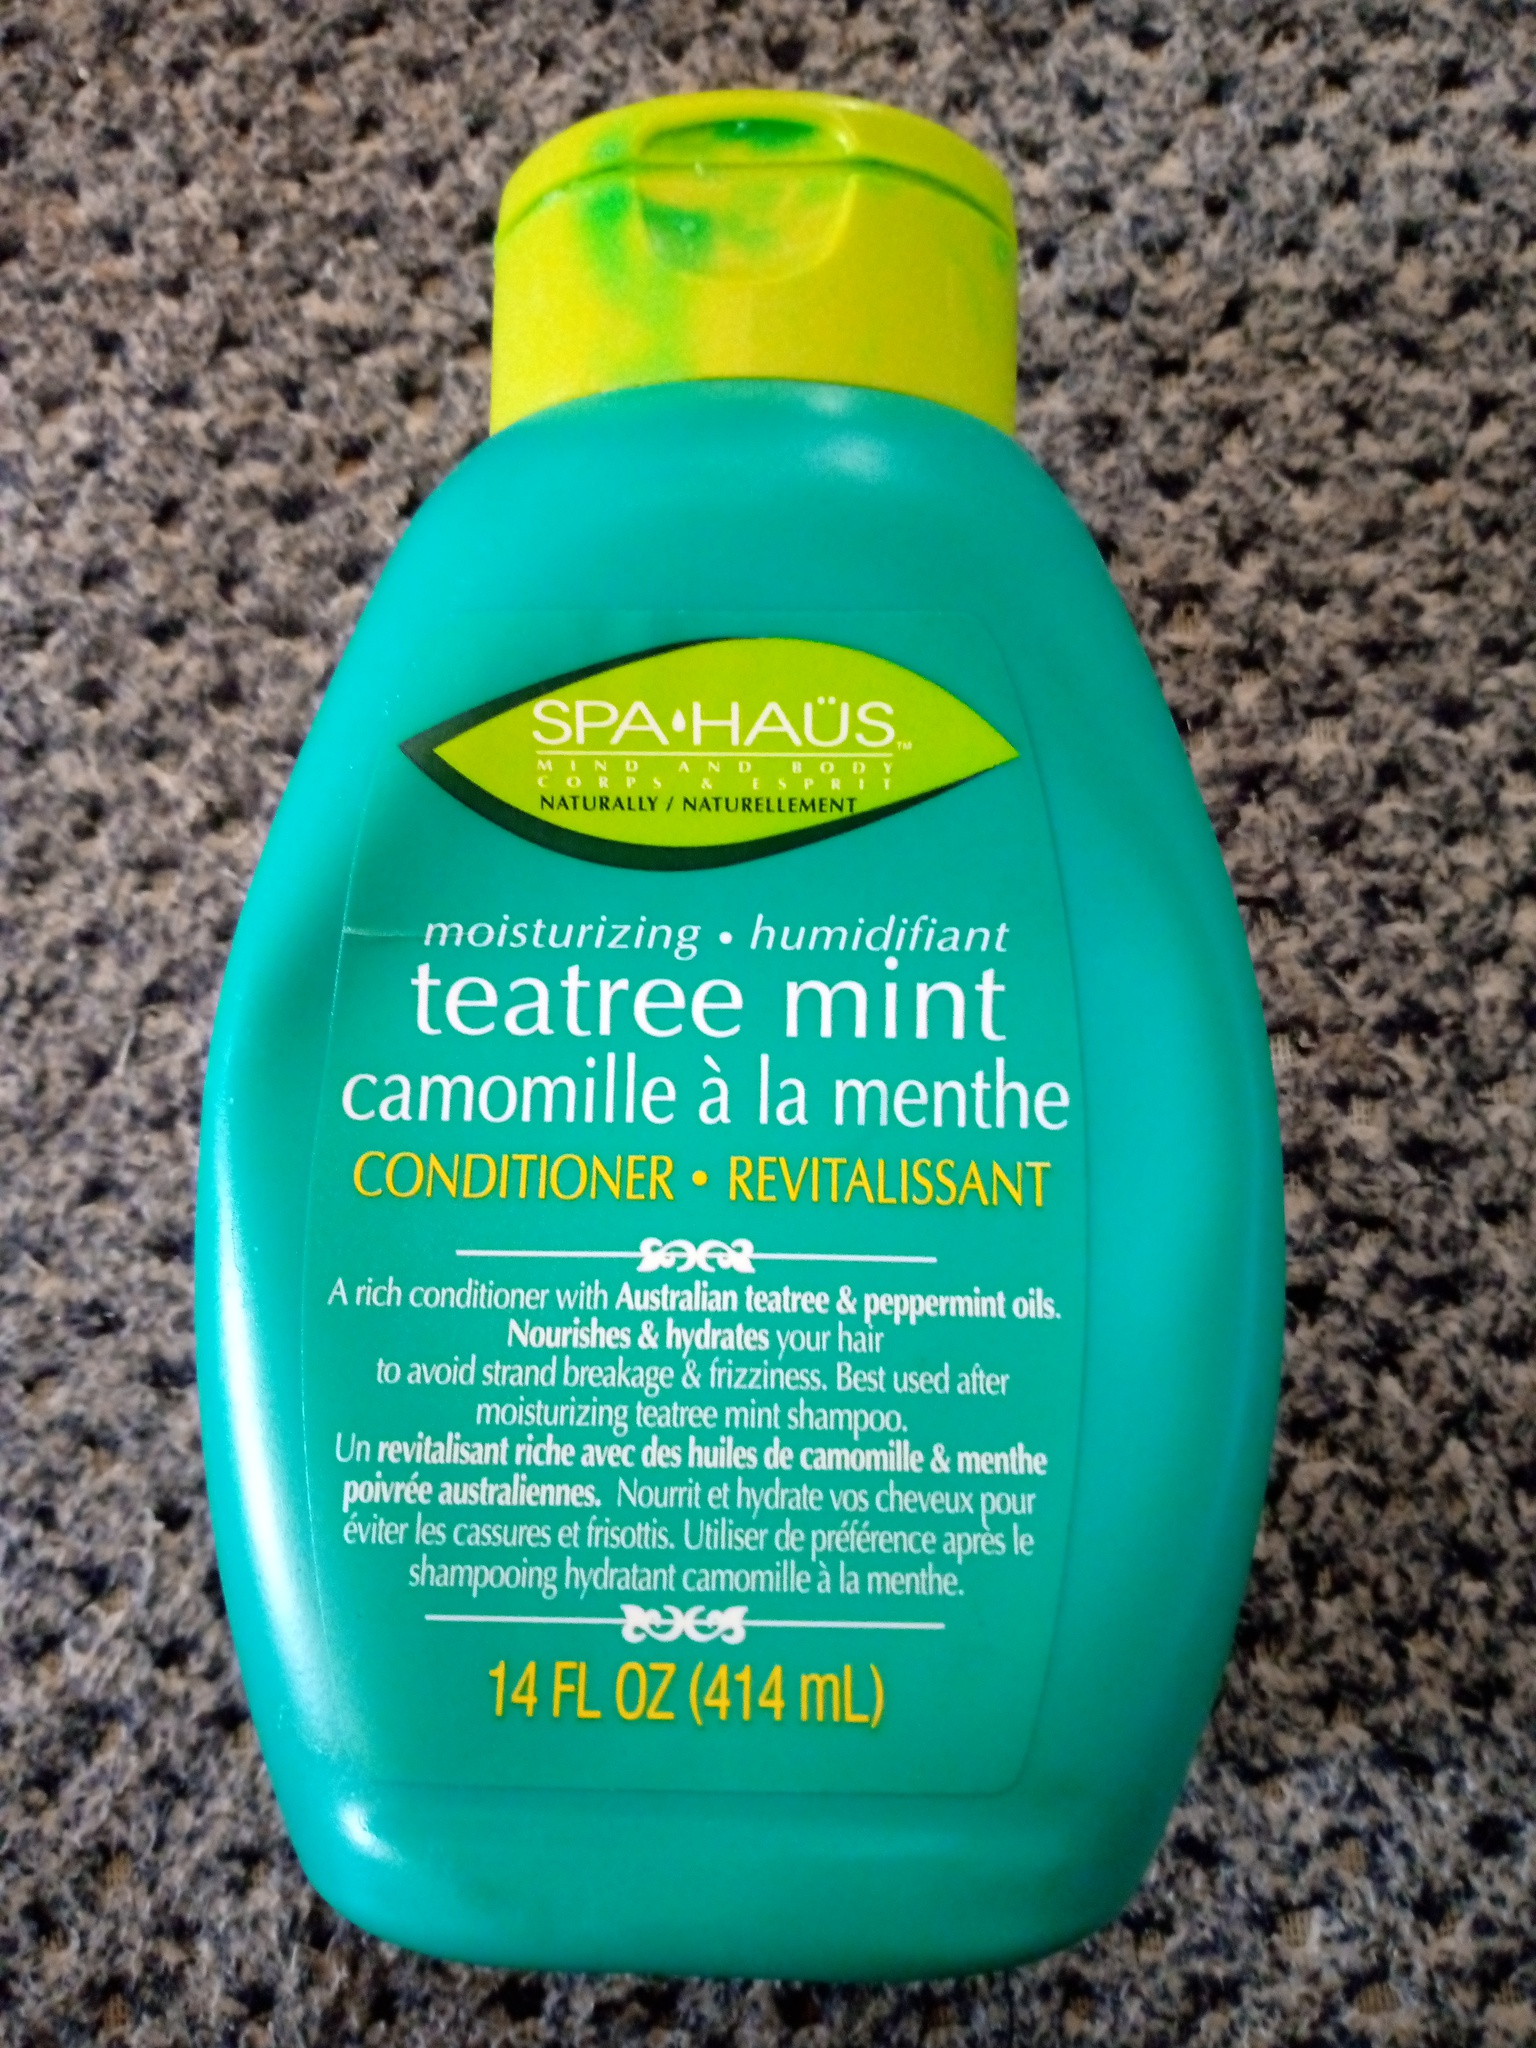 SPA HAÜS™
MIND AND BODY
CORPS & ESPRIT
NATURALLY / NATURELLEMENT
moisturizing • humidifiant
teatree mint
camomille à la menthe
CONDITIONER • REVITALISSANT
A rich conditioner with Australian teatree & peppermint oils.
Nourishes & hydrates your hair
to avoid strand breakage & frizziness. Best used after
moisturizing teatree mint shampoo.
Un revitalisant riche avec des huiles de camomille & menthe
poivrée australiennes. Nourrit et hydrate vos cheveux pour
éviter les cassures et frisottis. Utiliser de préférence après le
shampooing hydratant camomille à la menthe.
14 FL OZ (414 mL)